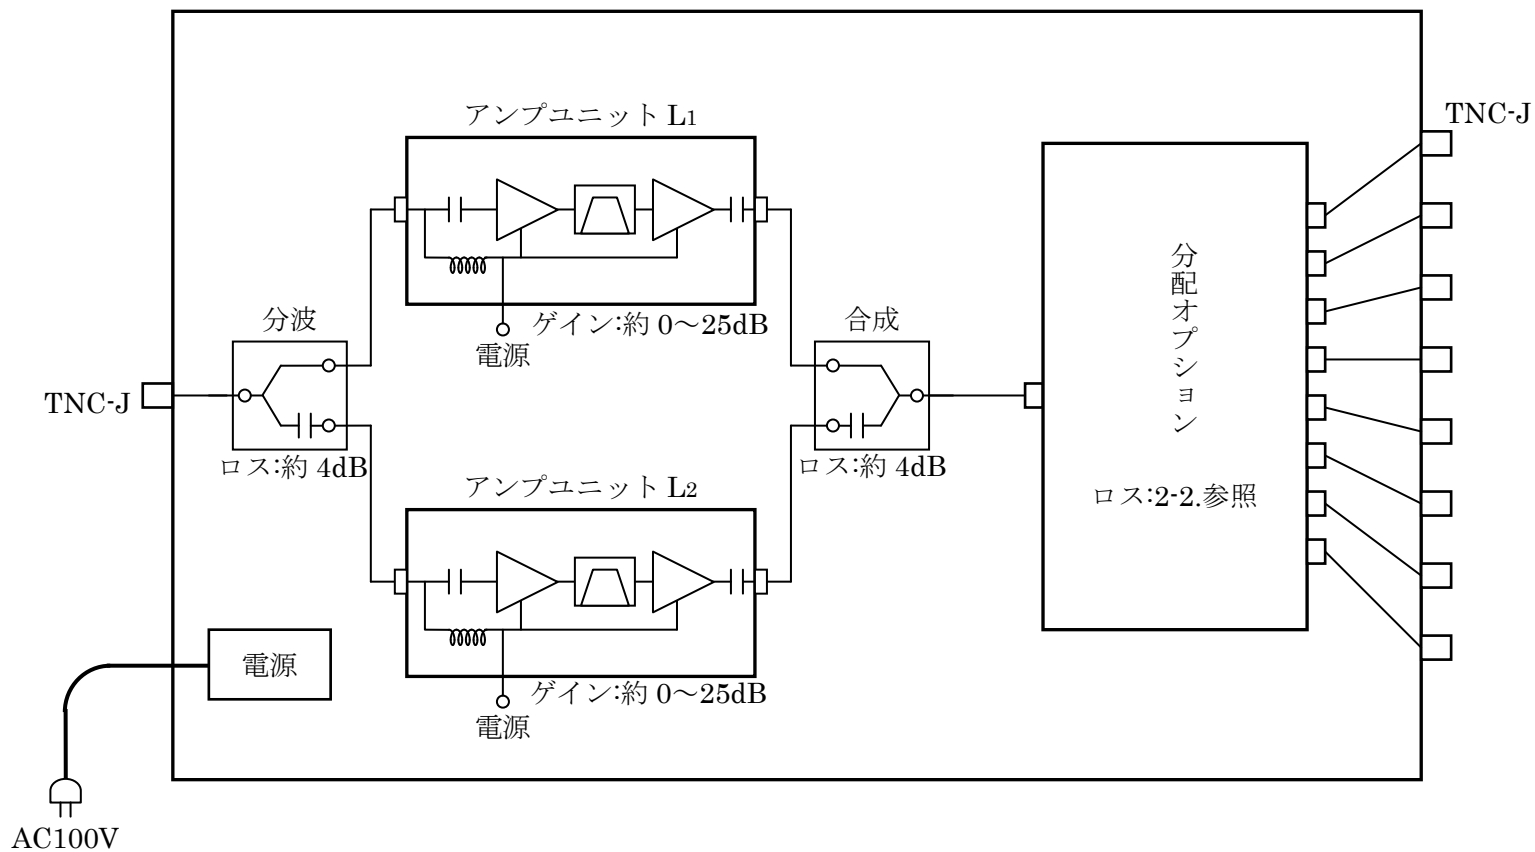 アンプユニット L1
TNC-J
ゲイン:約 0～25dB
電源
分波
合成
分配オプション
TNC-J
ロス:約 4dB
ロス:約 4dB
ロス:2-2.参照
アンプユニット L2
ゲイン:約 0～25dB
電源
電源
AC100V